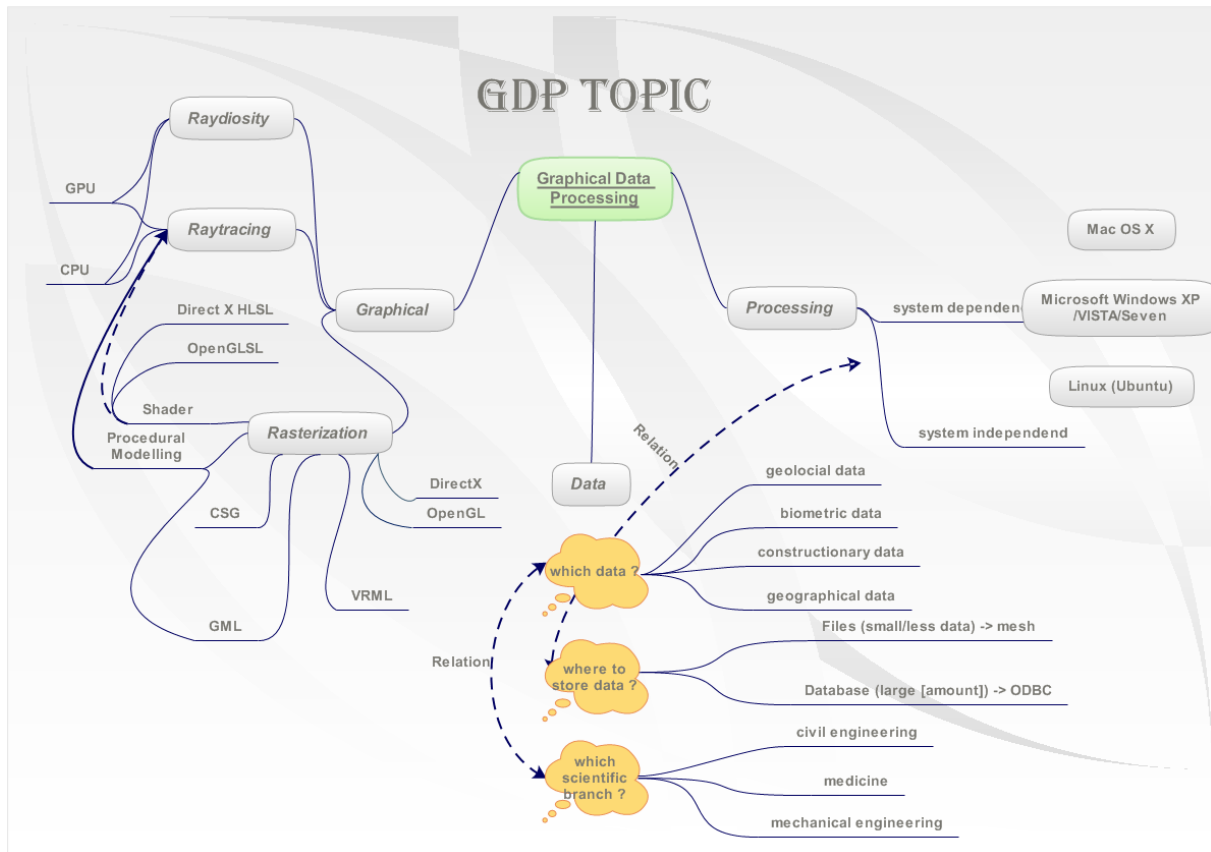 GDP TOPIC
Raydiosity
GPU
Raytracing
CPU
Direct X HLSL
OpenGLSL
Shader
Procedural
Modelling
Graphical
Rasterization
CSG
GML
VRML
DirectX
OpenGL
Graphical Data
Processing
Data
Processing
system dependend
Mac OS X
Microsoft Windows XP
/VISTA/Seven
Linux (Ubuntu)
system independend
Relation
which data ?
geolocial data
biometric data
constructionary data
geographical data
Relation
where to
store data ?
Files (small/less data) -> mesh
Database (large [amount]) -> ODBC
which
scientific
branch ?
civil engineering
medicine
mechanical engineering